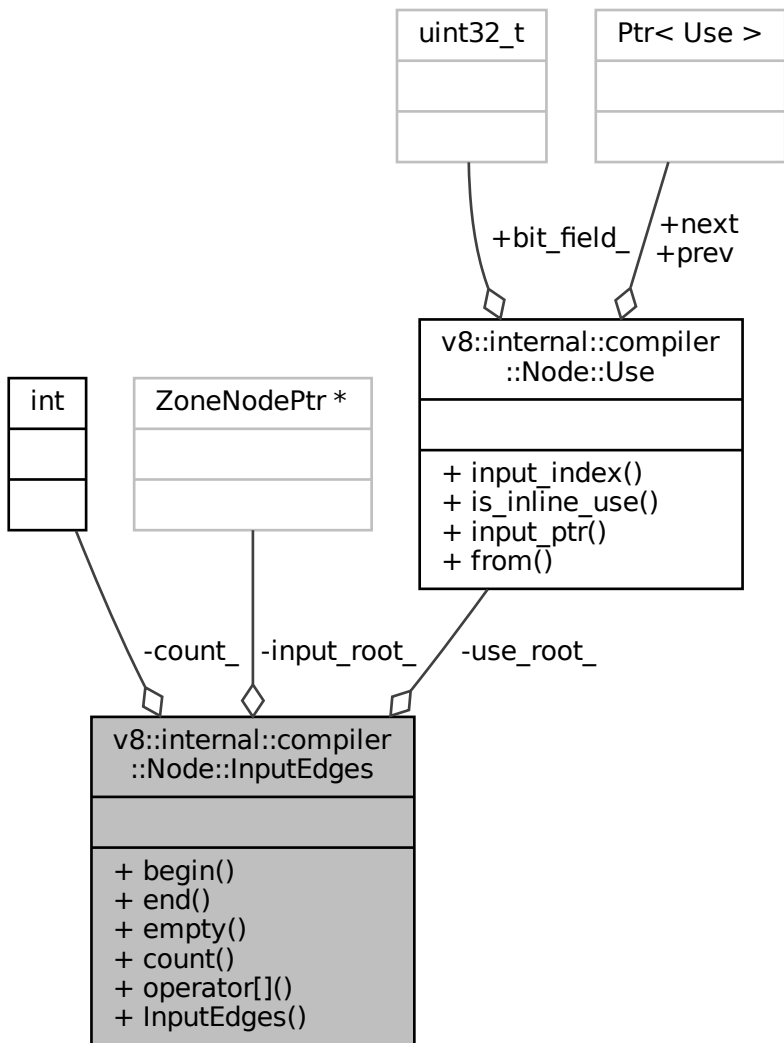 uint32_t
Ptr< Use >
+bit_field_
+next
+prev
v8::internal::compiler
::Node::Use
+ input_index()
+ is_inline_use()
+ input_ptr()
+ from()
int
ZoneNodePtr *
-count_
-input_root_
-use_root_
v8::internal::compiler
::Node::InputEdges
+ begin()
+ end()
+ empty()
+ count()
+ operator[]()
+ InputEdges()